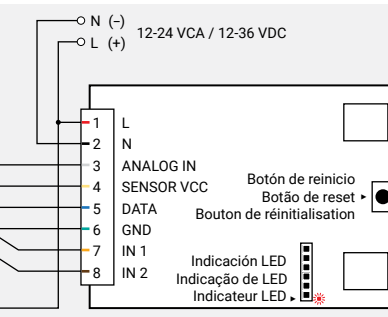 N (–)
L (+)
12-24 VCA / 12-36 VDC
1 L
2 N
3 ANALOG IN
4 SENSOR VCC
5 DATA
6 GND
7 IN 1
8 IN 2
Botón de reinicio
Botão de reset
Bouton de réinitialisation
Indicación LED
Indicação de LED
Indicateur LED